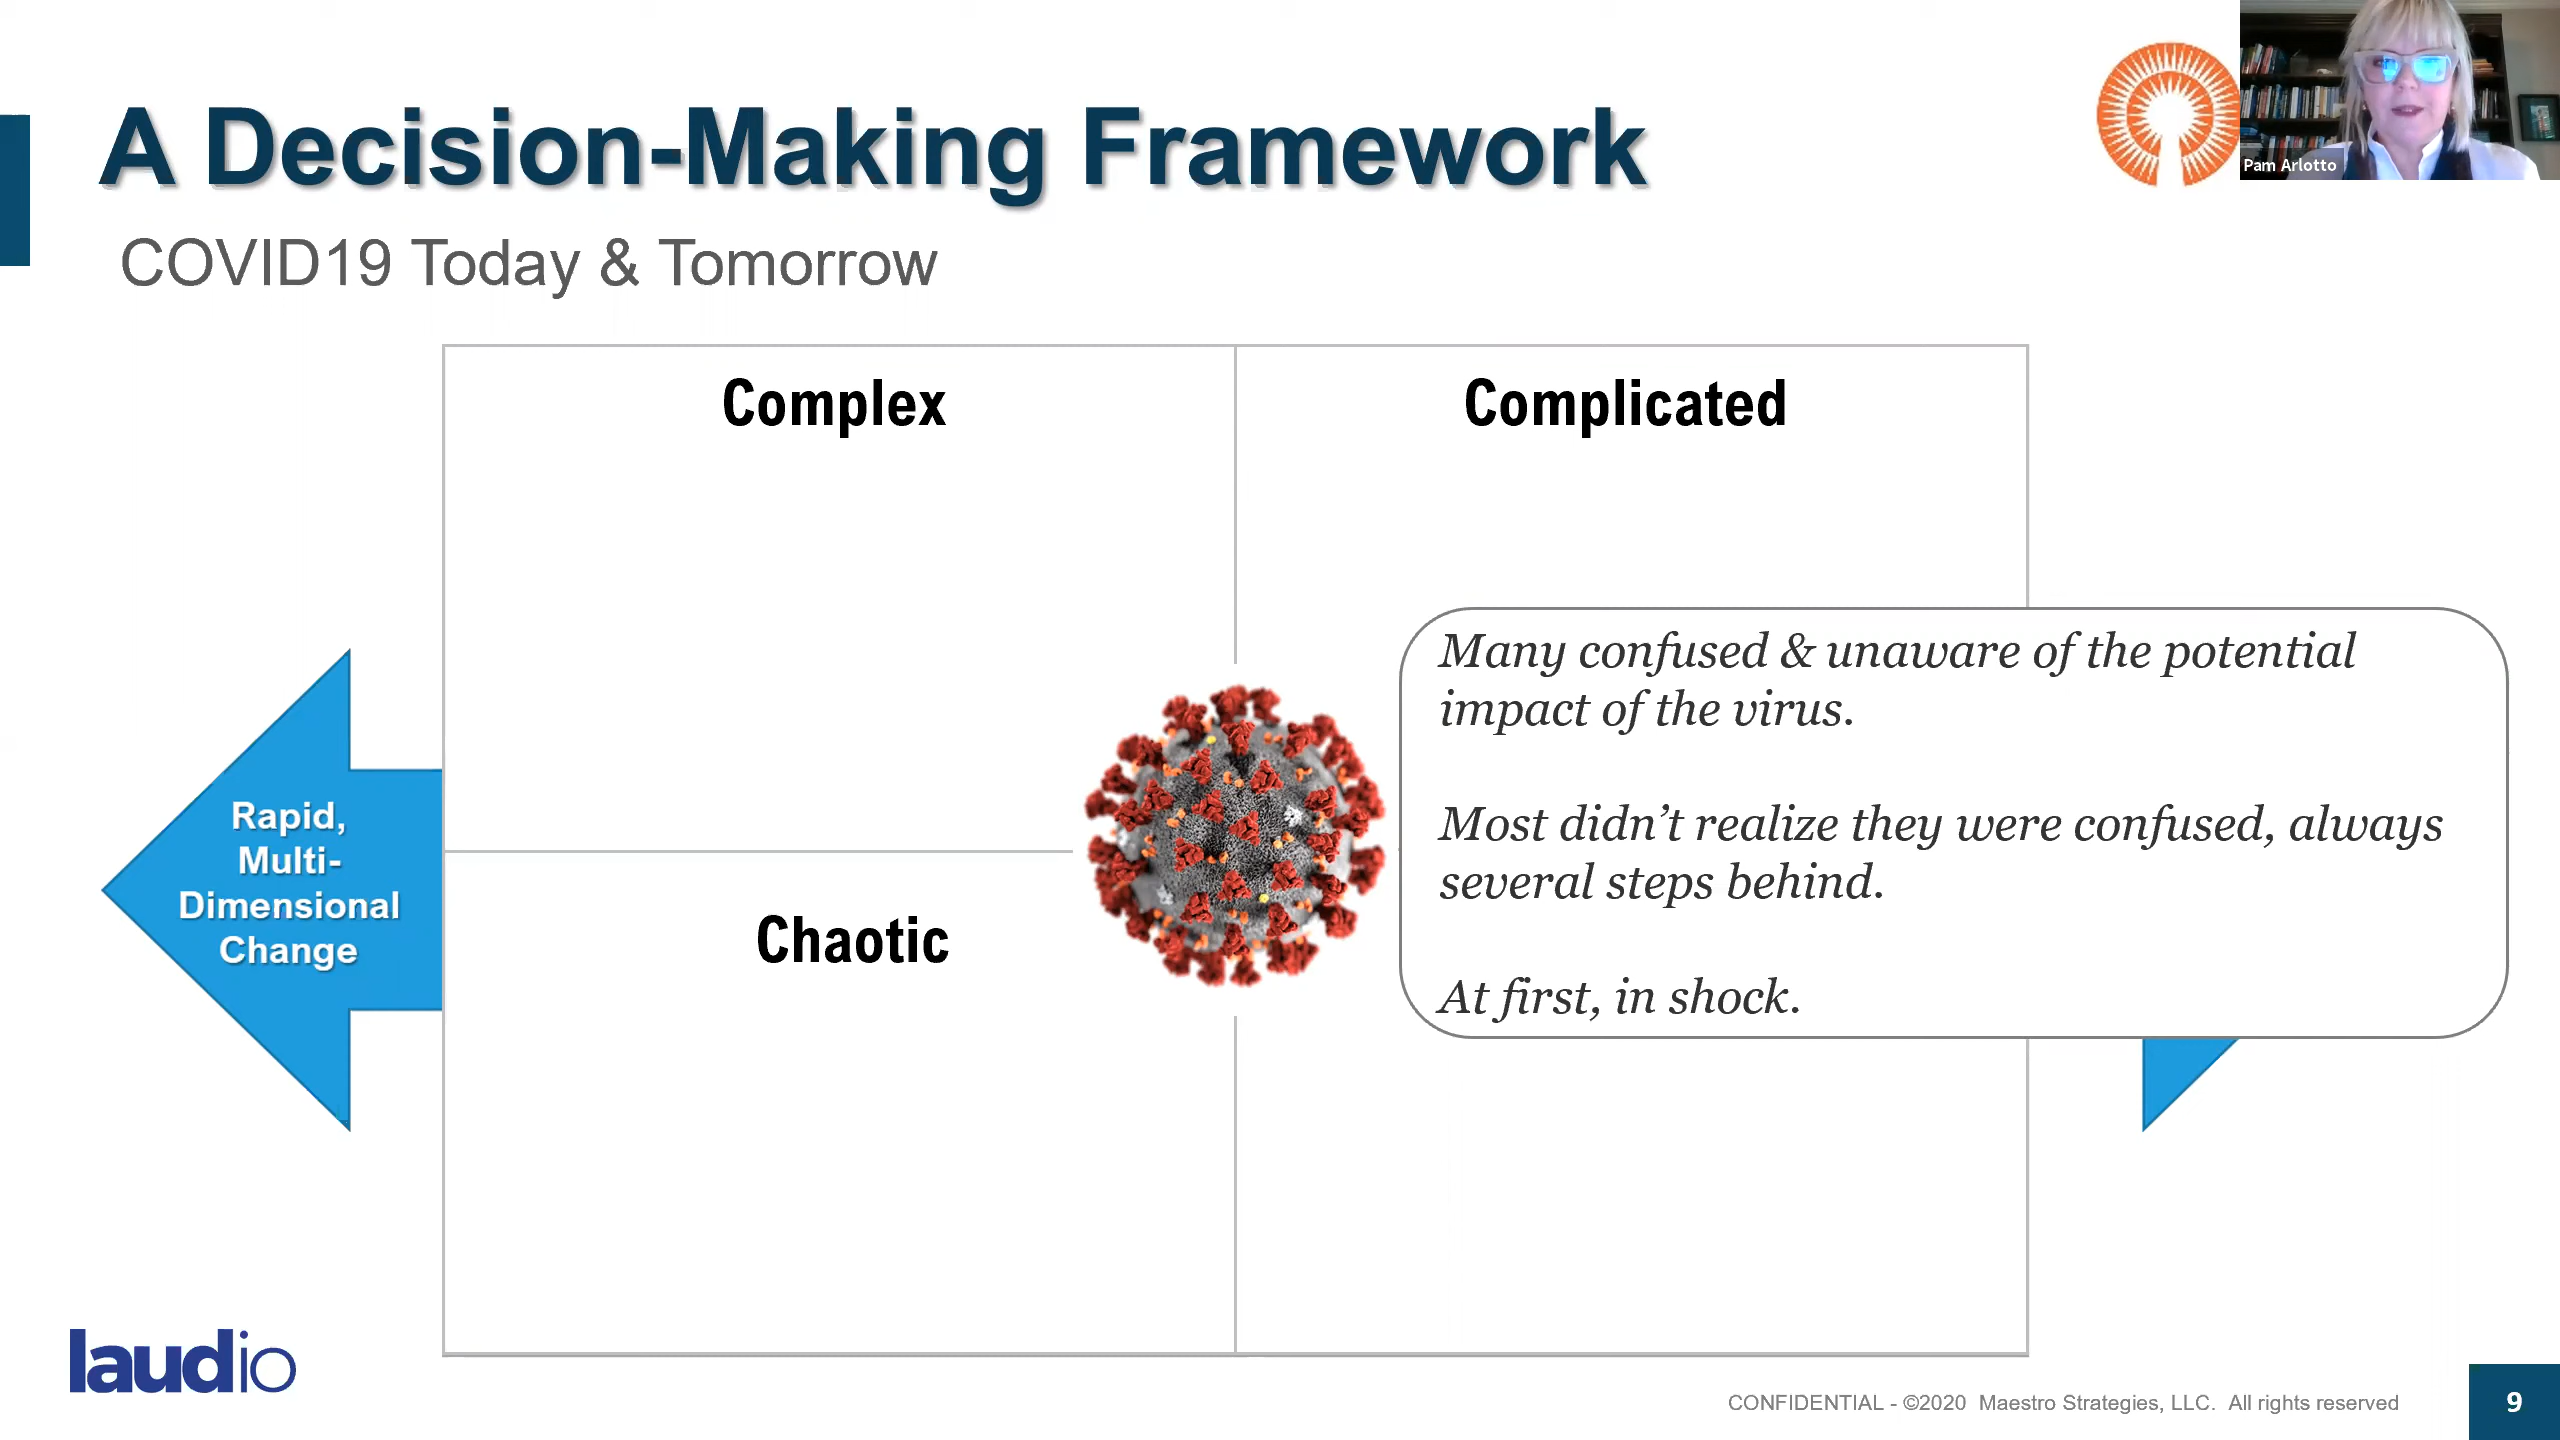 A Decision-Making Framework
COVID19 Today & Tomorrow
Pam Arlotto
Complex
Complicated
Many confused & unaware of the potential
impact of the virus.
Most didn’t realize they were confused, always
several steps behind.
At first, in shock.
Rapid,
Multi-
Dimensional
Change
Chaotic
laudio
CONFIDENTIAL - ©2020 Maestro Strategies, LLC. All rights reserved
9